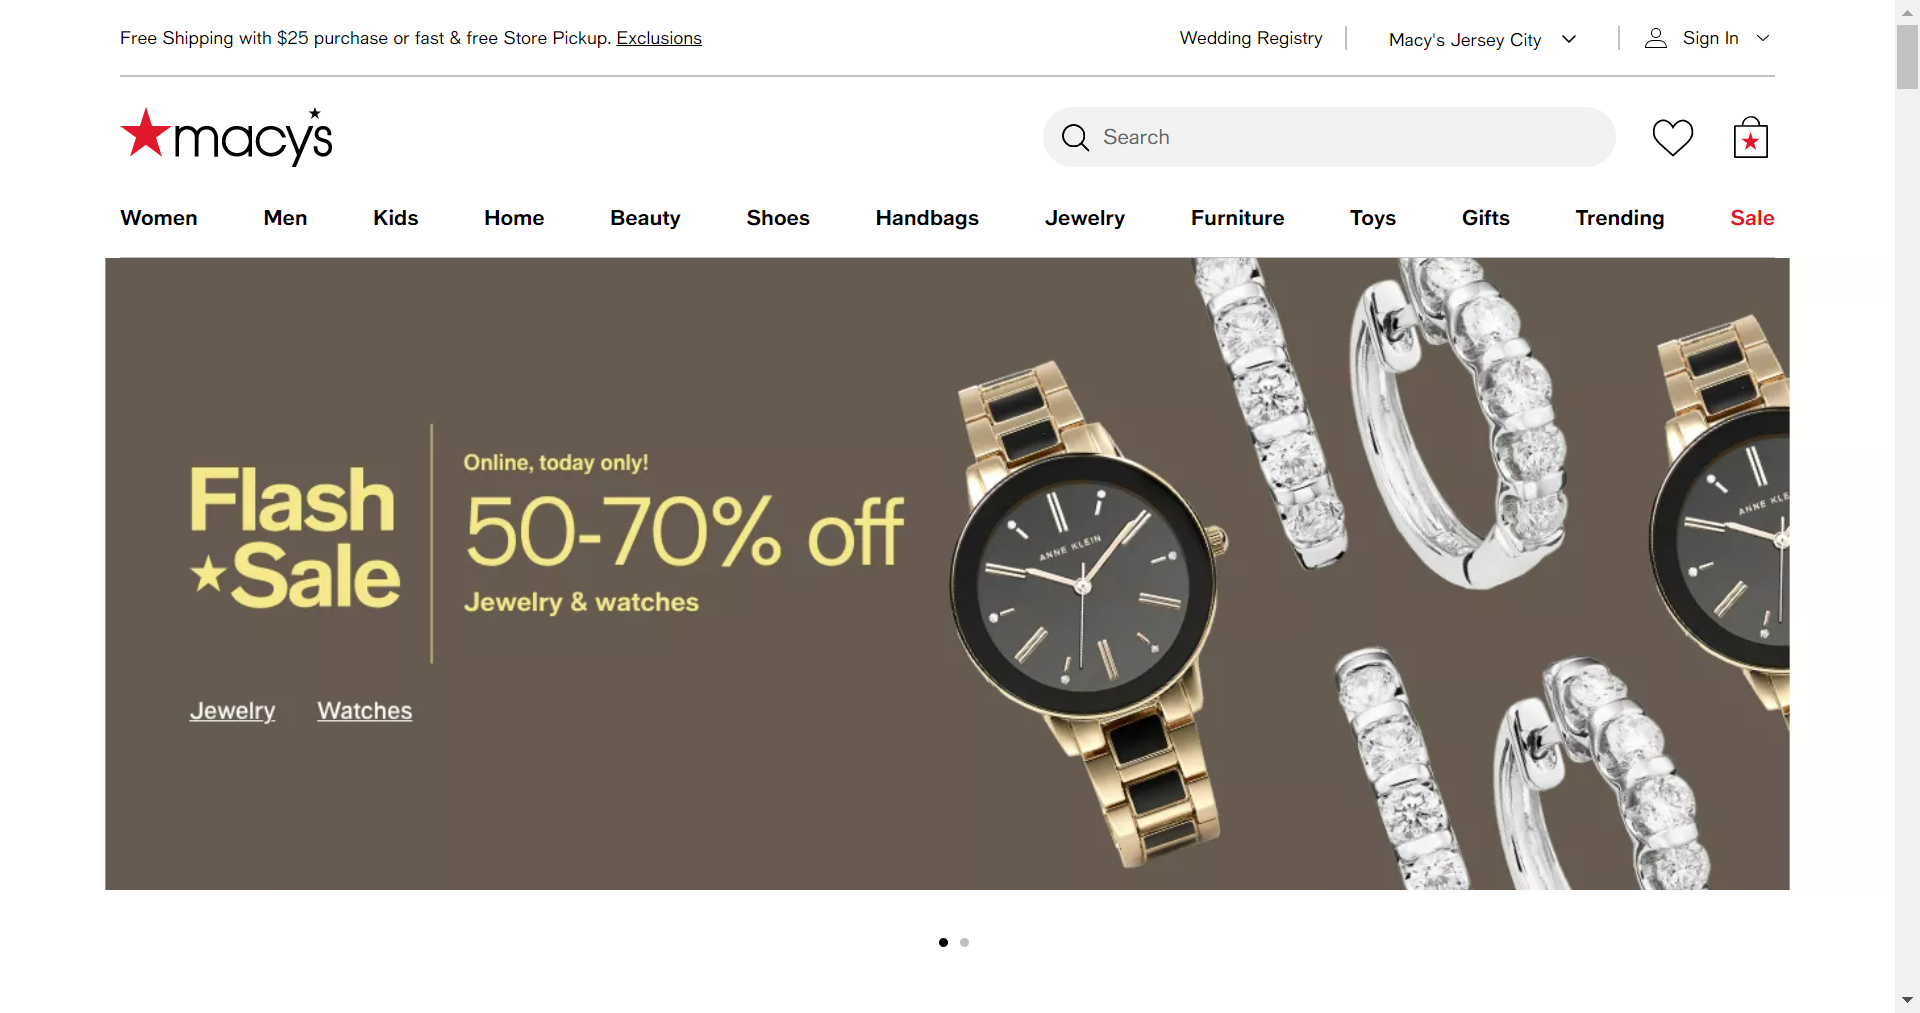 Free Shipping with $25 purchase or fast & free Store Pickup. Exclusions
Wedding Registry
Macy's Jersey City
Sign In
macy's
Search
Women
Men
Kids
Home
Beauty
Shoes
Handbags
Jewelry
Furniture
Toys
Gifts
Trending
Sale
Flash
Sale
Online, today only!
50-70% off
Jewelry & watches
Jewelry
Watches
ANNE KLEIN
ANNE KLE